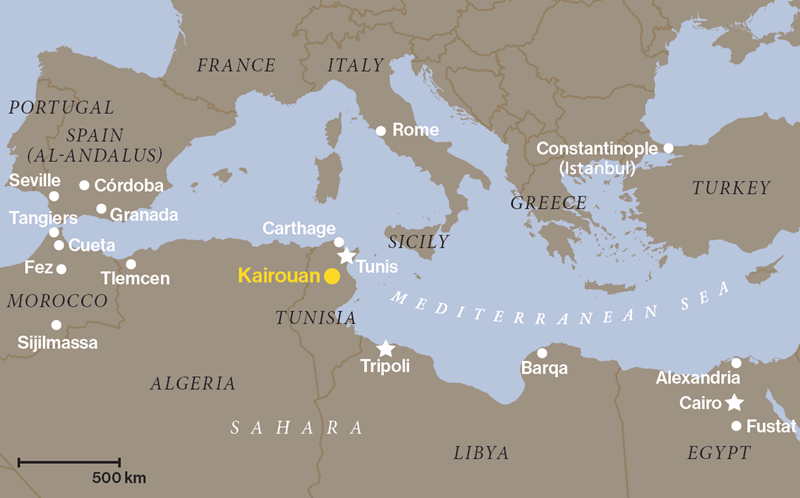 FRANCE
ITALY
PORTUGAL
SPAIN
(AL-ANDALUS)
Rome
Constantinople
(Istanbul)
TURKEY
Seville
Córdoba
Granada
GREECE
Tangiers
Cueta
Carthage
SICILY
Fez
Tlemcen
Kairouan
Tunis
MEDITERRANEAN SEA
MOROCCO
TUNISIA
Sijilmassa
Tripoli
Barqa
Alexandria
ALGERIA
Cairo
SAHARA
Fustat
LIBYA
EGYPT
500 km